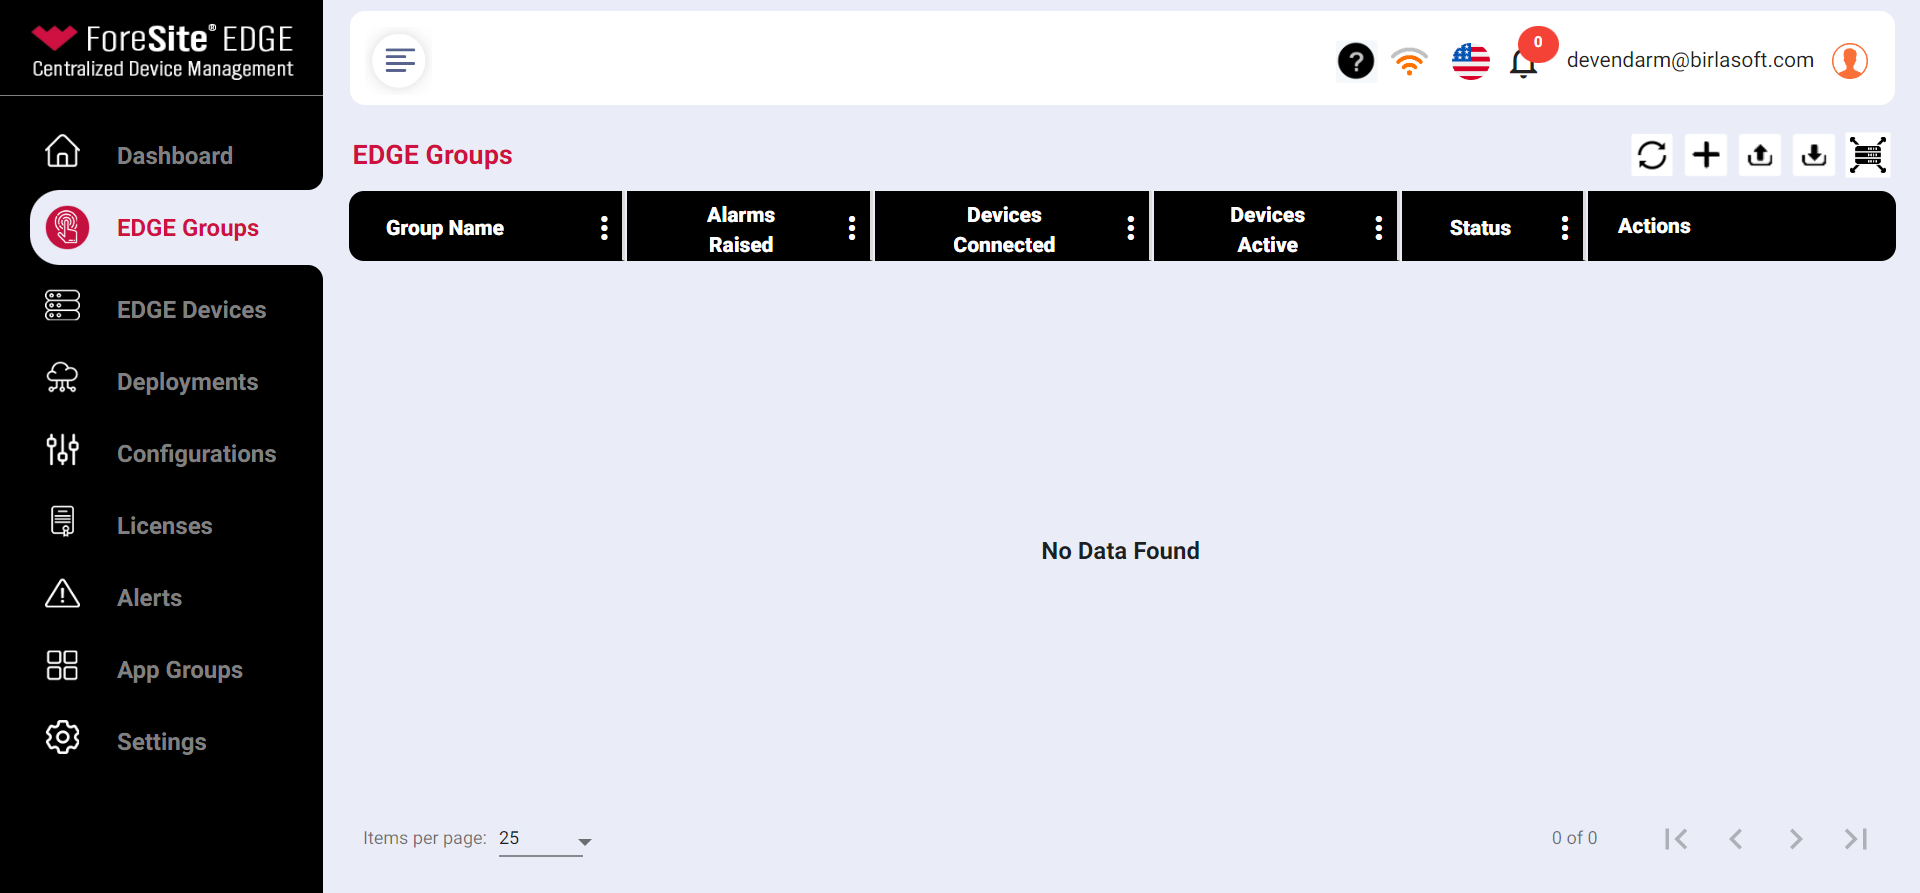 ForeSite® EDGE
Centralized Device Management
Dashboard
EDGE Groups
EDGE Devices
Deployments
Configurations
Licenses
Alerts
App Groups
Settings
?
0
devendarm@birlasoft.com
EDGE Groups
Group Name
Alarms
Raised
Devices
Connected
Devices
Active
Status
Actions
No Data Found
Items per page: 25
0 of 0